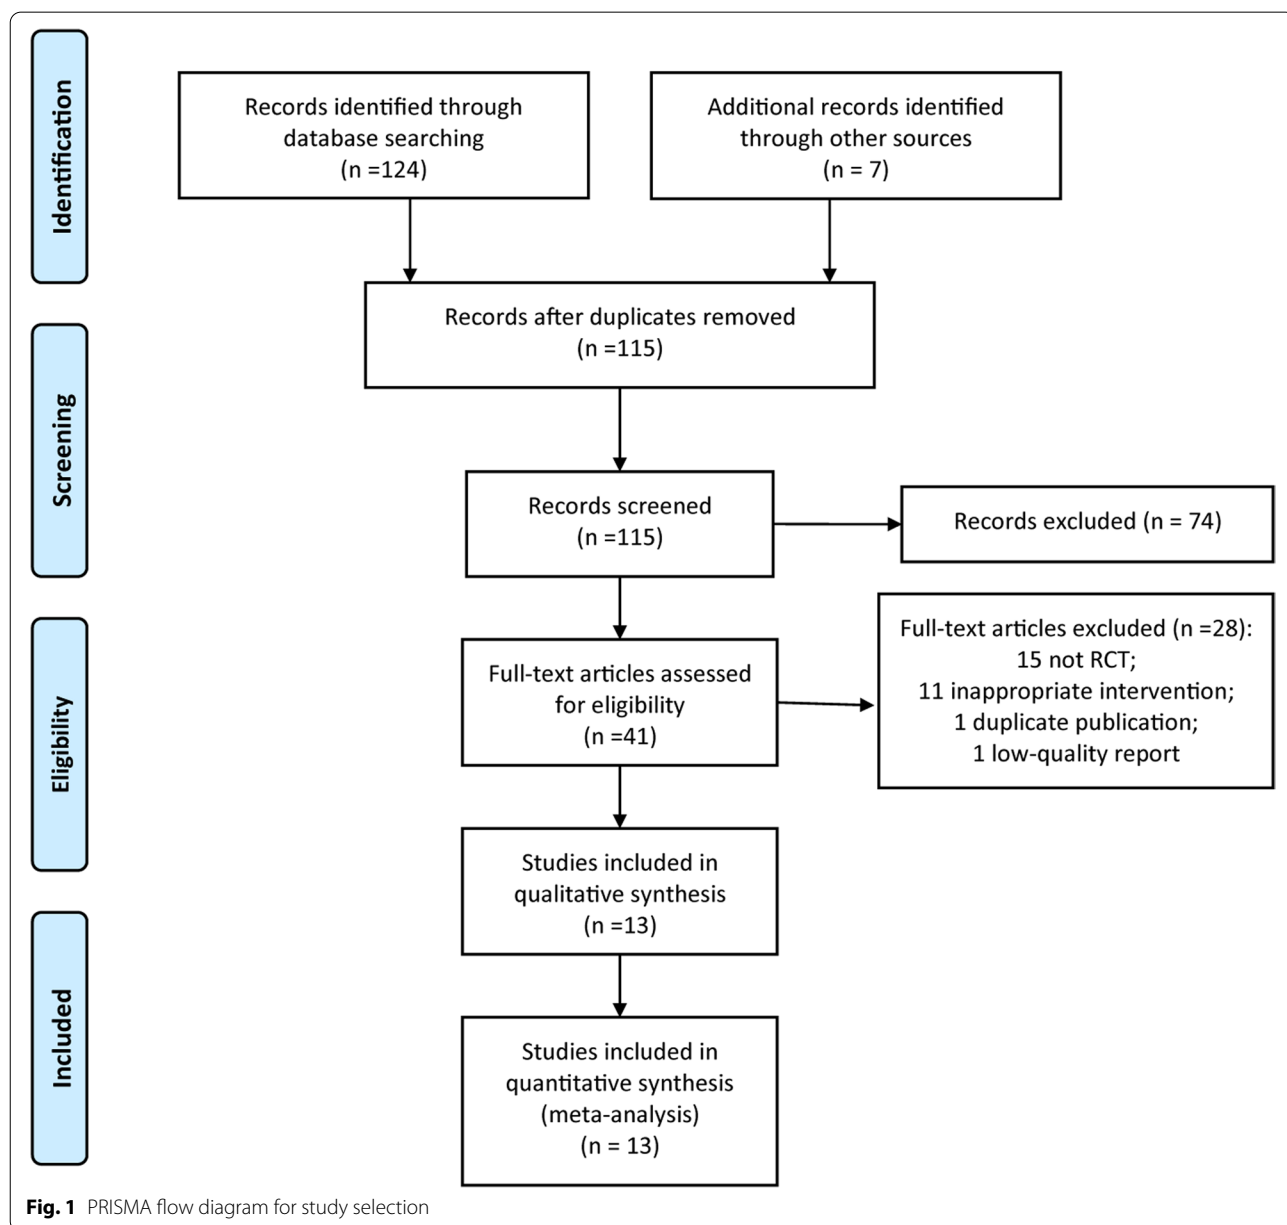 Identification
Records identified through
database searching
(n =124)
Additional records identified
through other sources
(n = 7)
Records after duplicates removed
(n =115)
Screening
Records screened
(n =115)
Records excluded (n = 74)
Eligibility
Full-text articles assessed
for eligibility
(n =41)
Full-text articles excluded (n =28):
15 not RCT;
11 inappropriate intervention;
1 duplicate publication;
1 low-quality report
Studies included in
qualitative synthesis
(n =13)
Included
Studies included in
quantitative synthesis
(meta-analysis)
(n = 13)
Fig. 1 PRISMA flow diagram for study selection